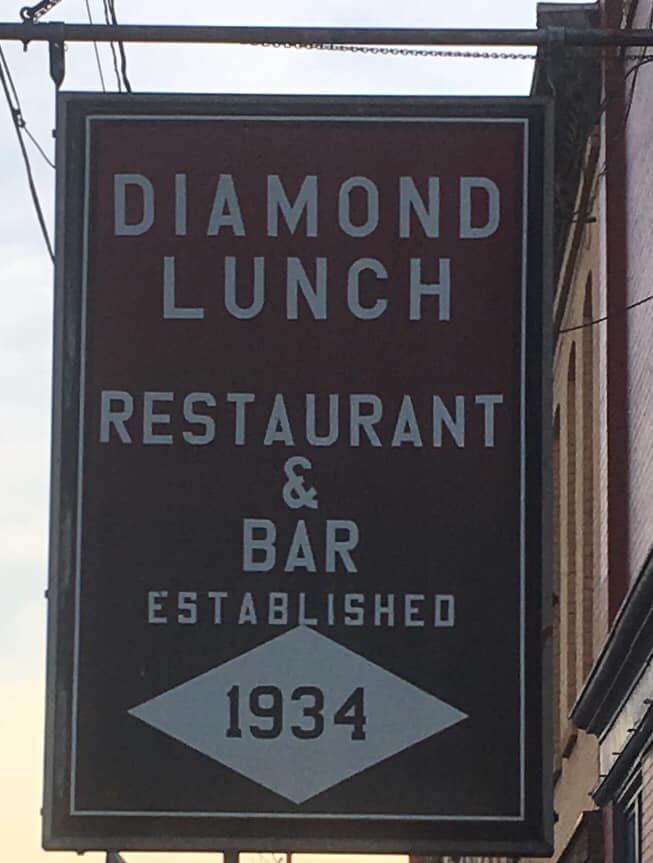 DIAMOND
LUNCH
RESTAURANT
&
BAR
ESTABLISHED
1934